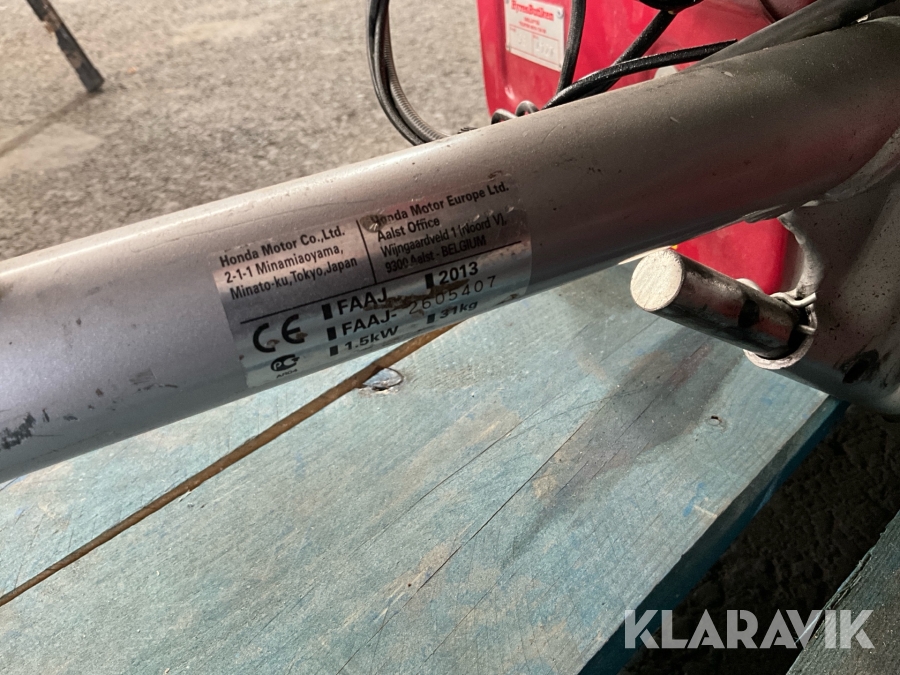 Honda Motor Co.,Ltd.
2-1-1 Minamiaoyama,
Minato-ku,Tokyo,Japan
Honda Motor Europe Ltd.
Aalst Office
Wijngaardveld 1 (Noord V),
9300 Aalst - BELGIUM
CE
FAAJ
2013
FAAJ-2605407
1.5kW
31kg
KLARAVIK